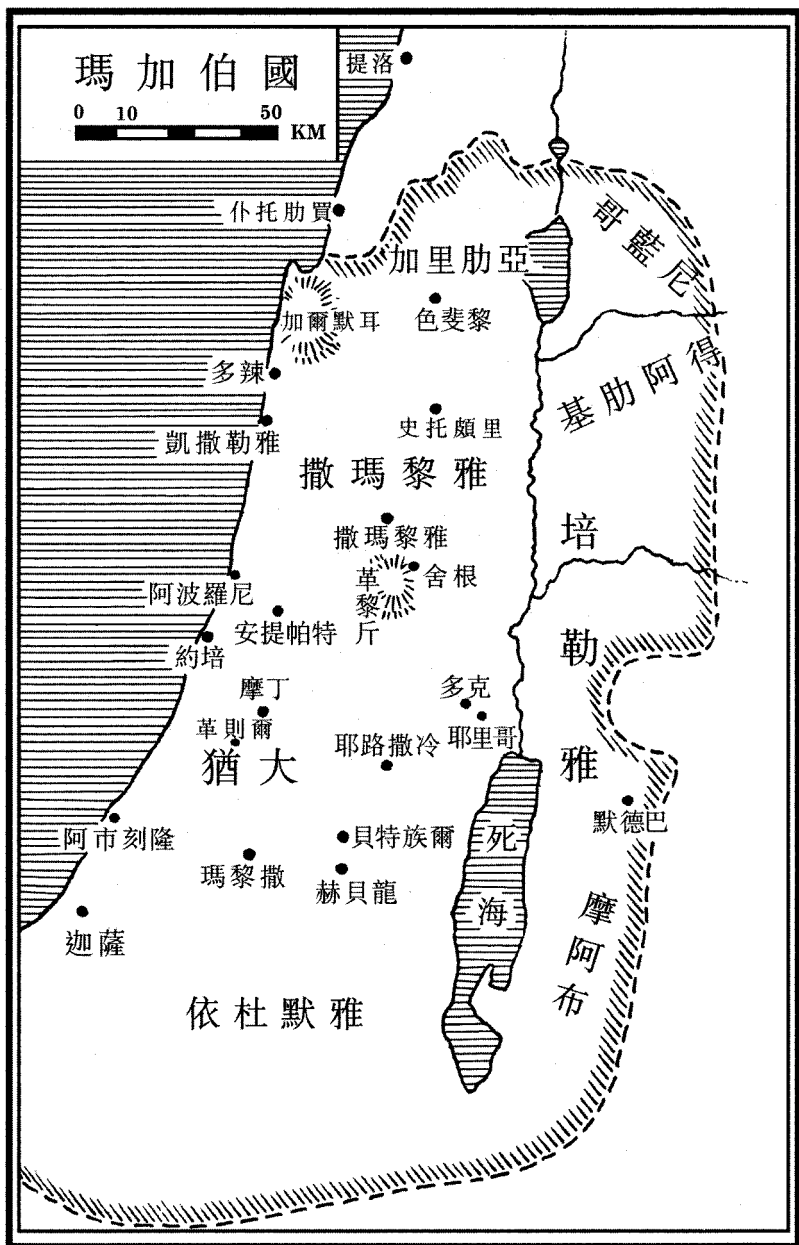 瑪加伯國
0 10 50 KM
提洛
仆托肋買
哥藍尼
加里肋亞
加爾默耳
色斐黎
多辣
基肋阿得
凱撒勒雅
史托頗里
撒瑪黎雅
撒瑪黎雅
培勒雅
革黎斤
舍根
阿波羅尼
安提帕特
約培
摩丁
多克
革則爾
耶路撒冷
耶里哥
猶大
默德巴
阿市刻隆
貝特族爾
死海
瑪黎撒
赫貝龍
摩阿布
迦薩
依杜默雅